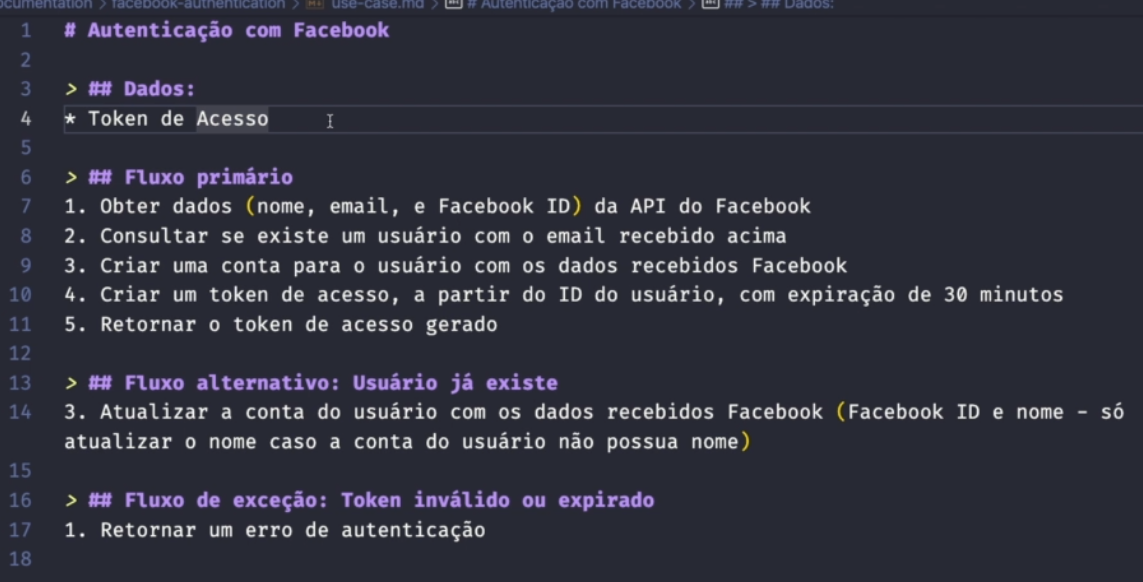 ocumentation > facebook-authentication > use-case.md > # Autenticação com Facebook > ## > ## Dados:
1 # Autenticação com Facebook
2
3 > ## Dados:
4 * Token de Acesso
5
6 > ## Fluxo primário
7 1. Obter dados (nome, email, e Facebook ID) da API do Facebook
8 2. Consultar se existe um usuário com o email recebido acima
9 3. Criar uma conta para o usuário com os dados recebidos Facebook
10 4. Criar um token de acesso, a partir do ID do usuário, com expiração de 30 minutos
11 5. Retornar o token de acesso gerado
12
13 > ## Fluxo alternativo: Usuário já existe
14 3. Atualizar a conta do usuário com os dados recebidos Facebook (Facebook ID e nome - só
atualizar o nome caso a conta do usuário não possua nome)
15
16 > ## Fluxo de exceção: Token inválido ou expirado
17 1. Retornar um erro de autenticação
18